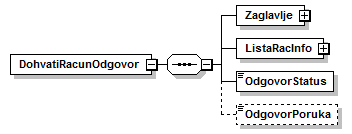 Zaglavlje
ListaRacInfo
DohvatiRacunOdgovor
OdgovorStatus
OdgovorPoruka